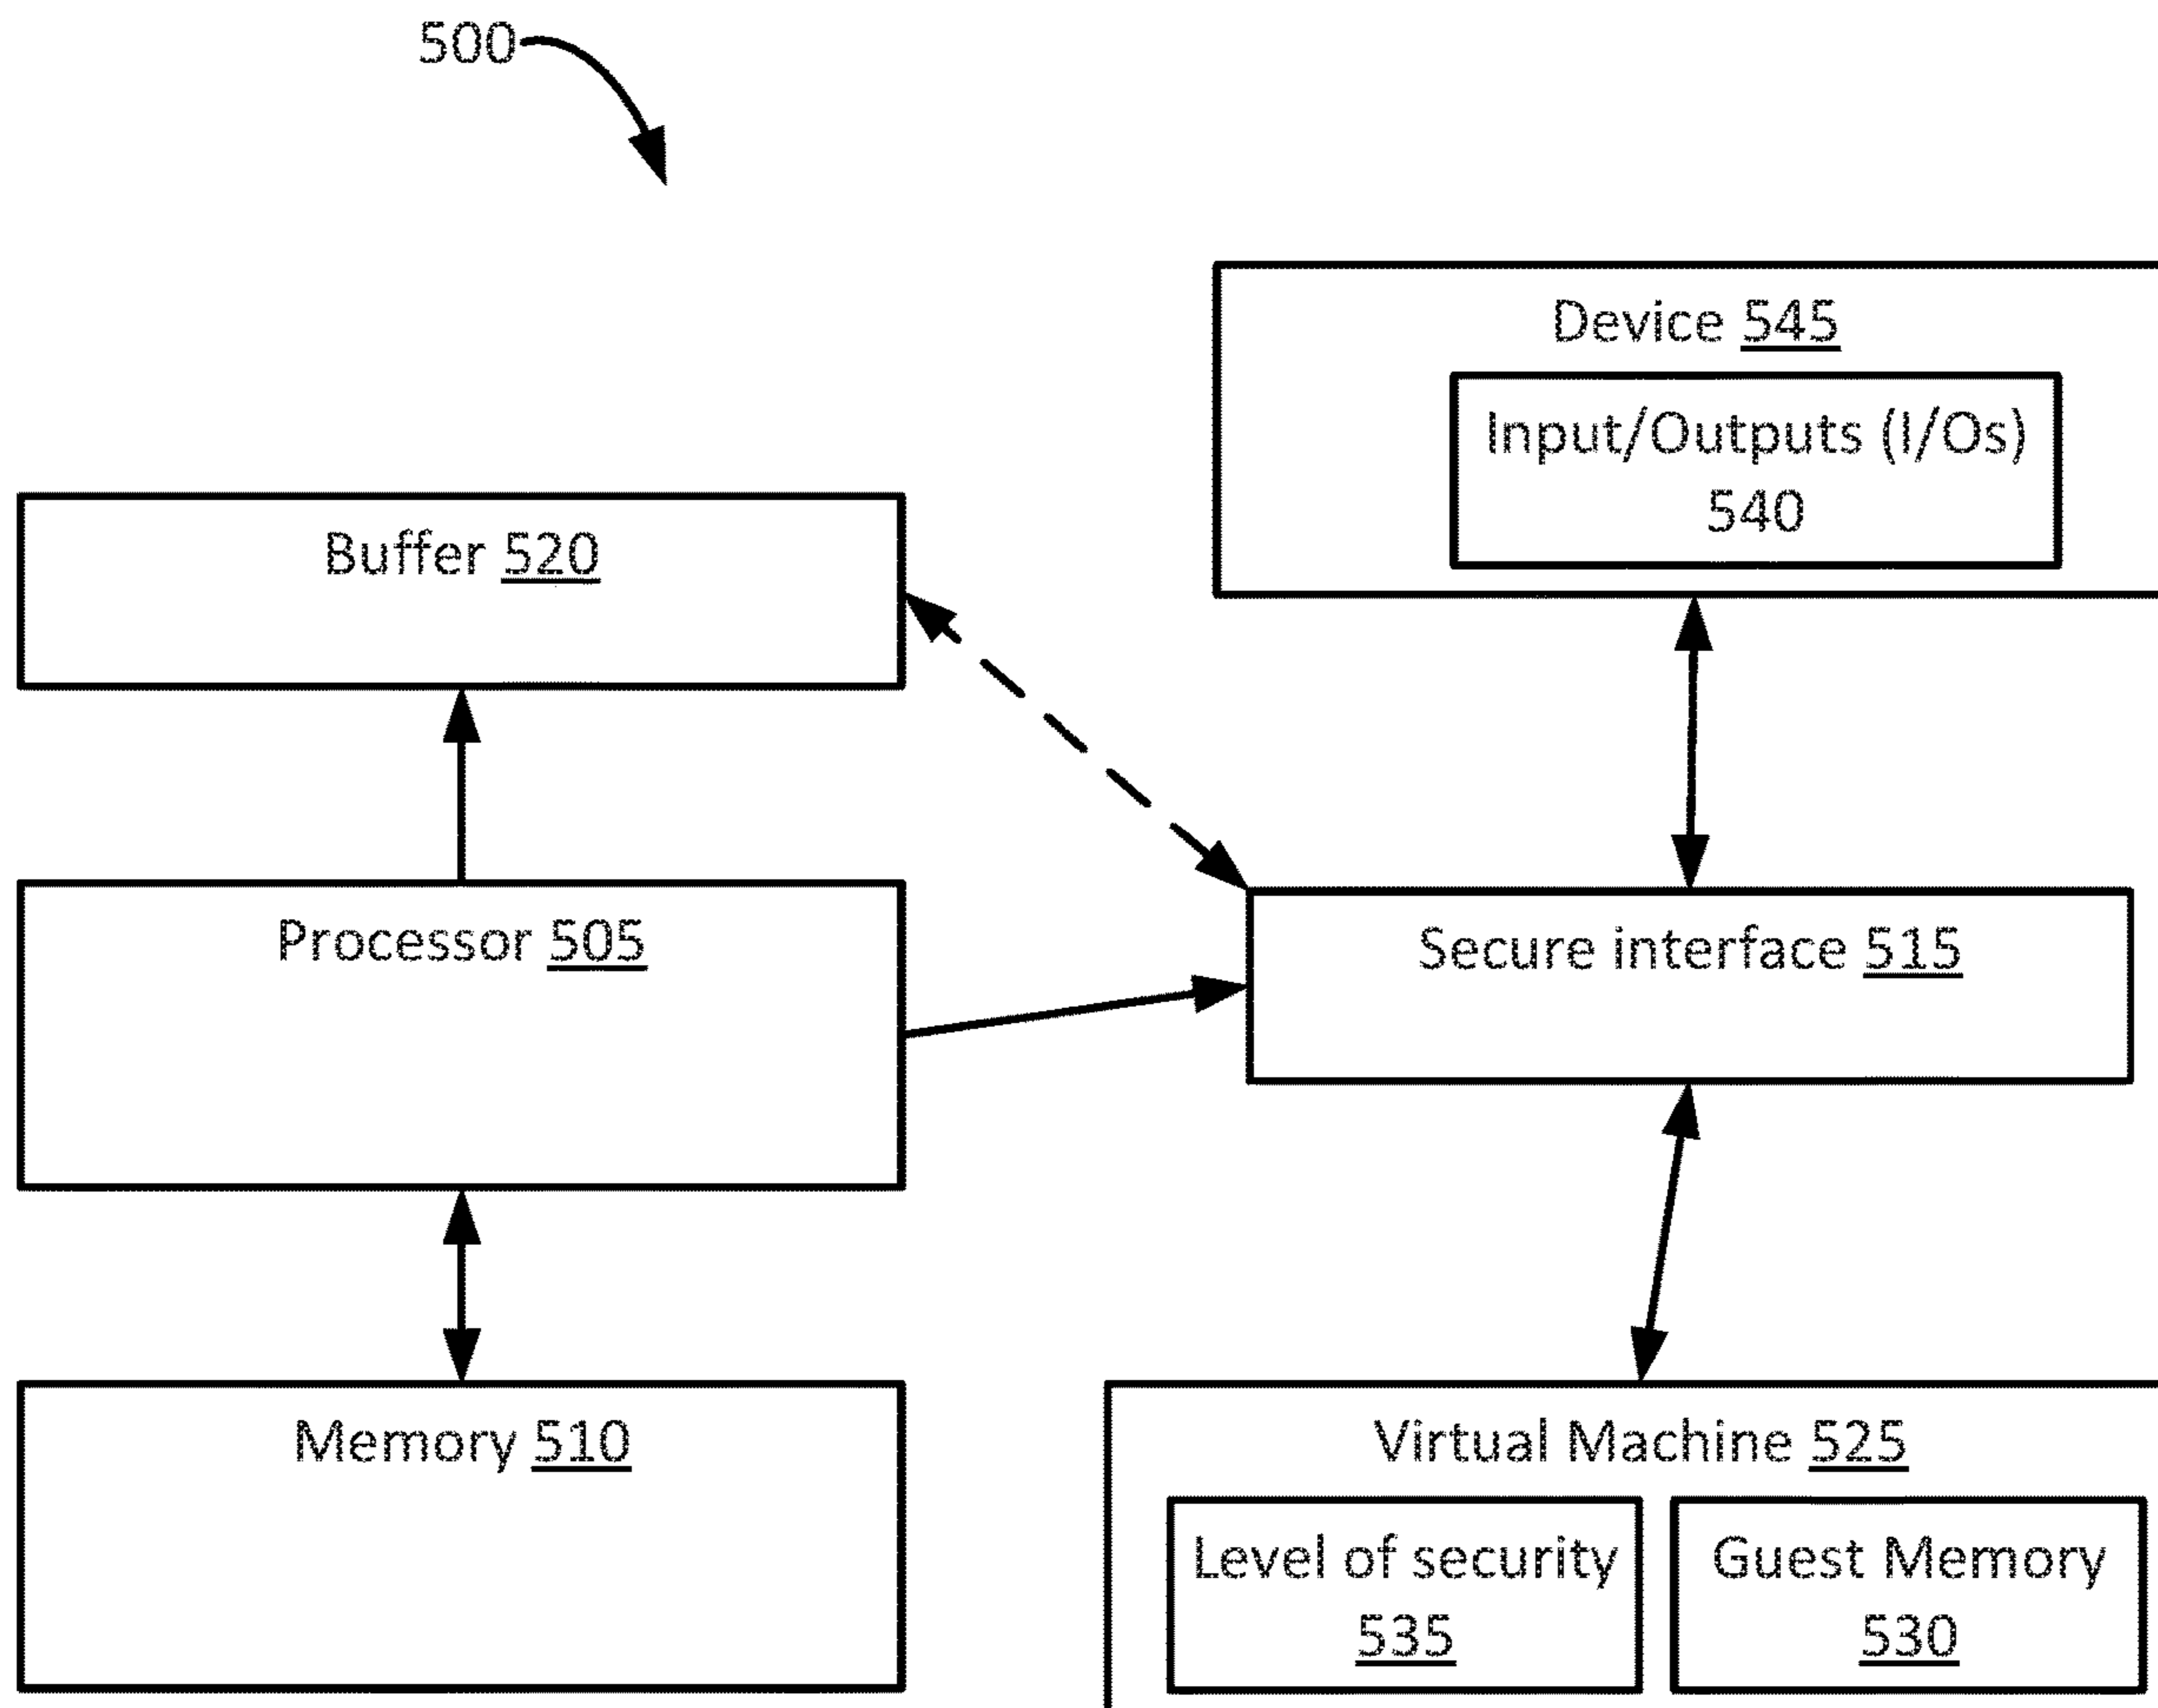 500
Device 545
Input/Outputs (I/Os)
540
Buffer 520
Processor 505
Secure interface 515
Memory 510
Virtual Machine 525
Level of security
535
Guest Memory
530